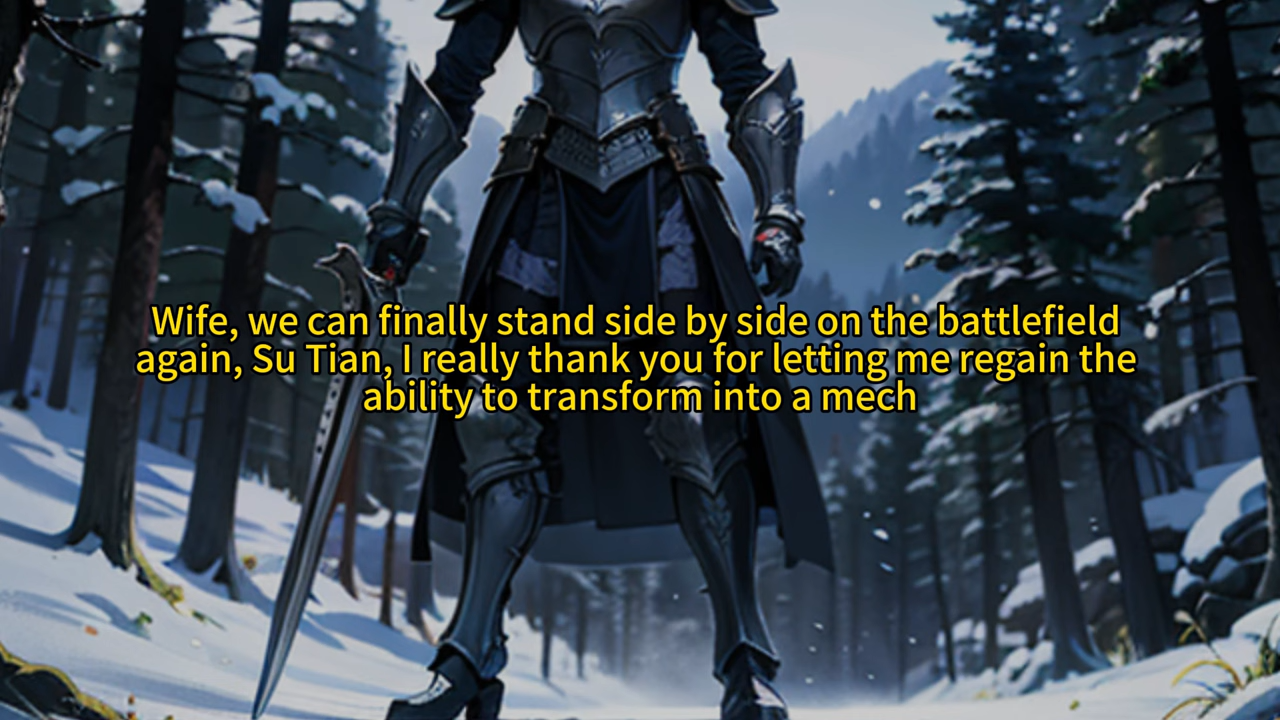 Wife, we can finally stand side by side on the battlefield
again, Su Tian, I really thank you for letting me regain the
ability to transform into a mech